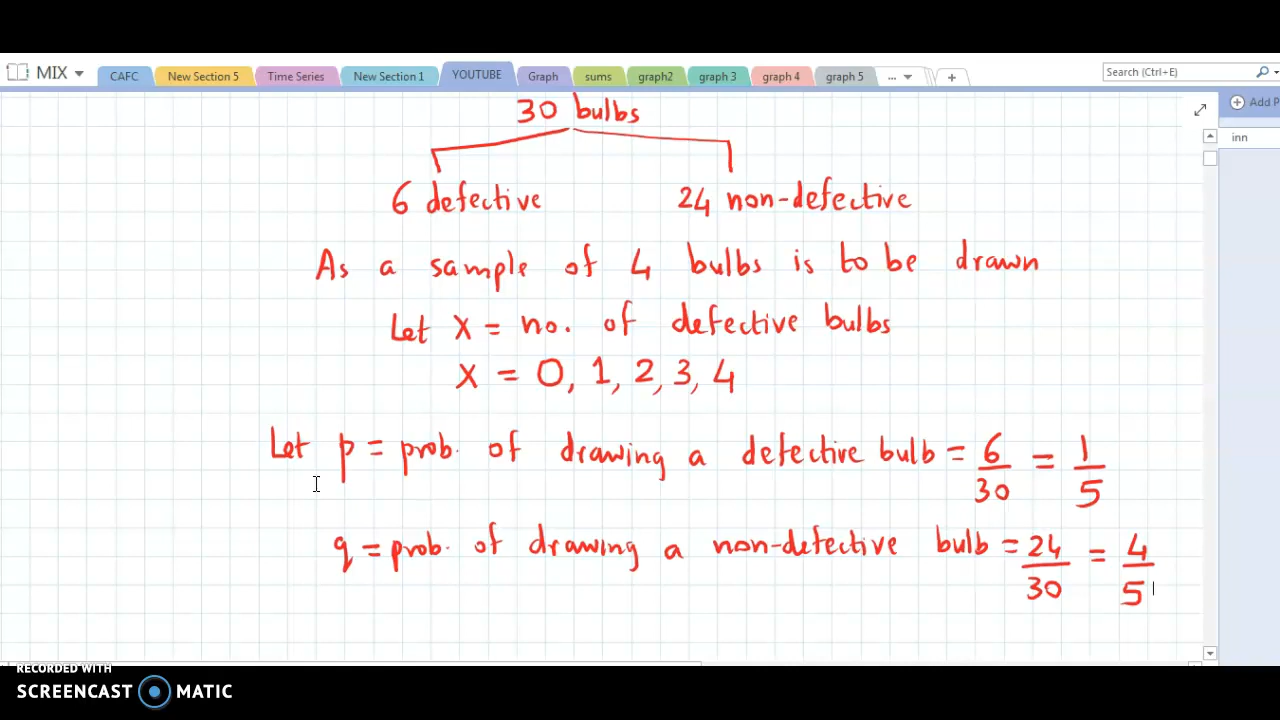 MIX CAFC New Section 5 Time Series New Section 1 YOUTUBE Graph sums graph2 graph 3 graph 4 graph 5 ... Search (Ctrl+E)
Add P
inn
30 bulbs
6 defective 24 non-defective
As a sample of 4 bulbs is to be drawn
Let X = no. of defective bulbs
X = 0, 1, 2, 3, 4
Let p = prob. of drawing a defective bulb = 6/30 = 1/5
q = prob. of drawing a non-defective bulb = 24/30 = 4/5
RECORDED WITH
SCREENCAST MATIC